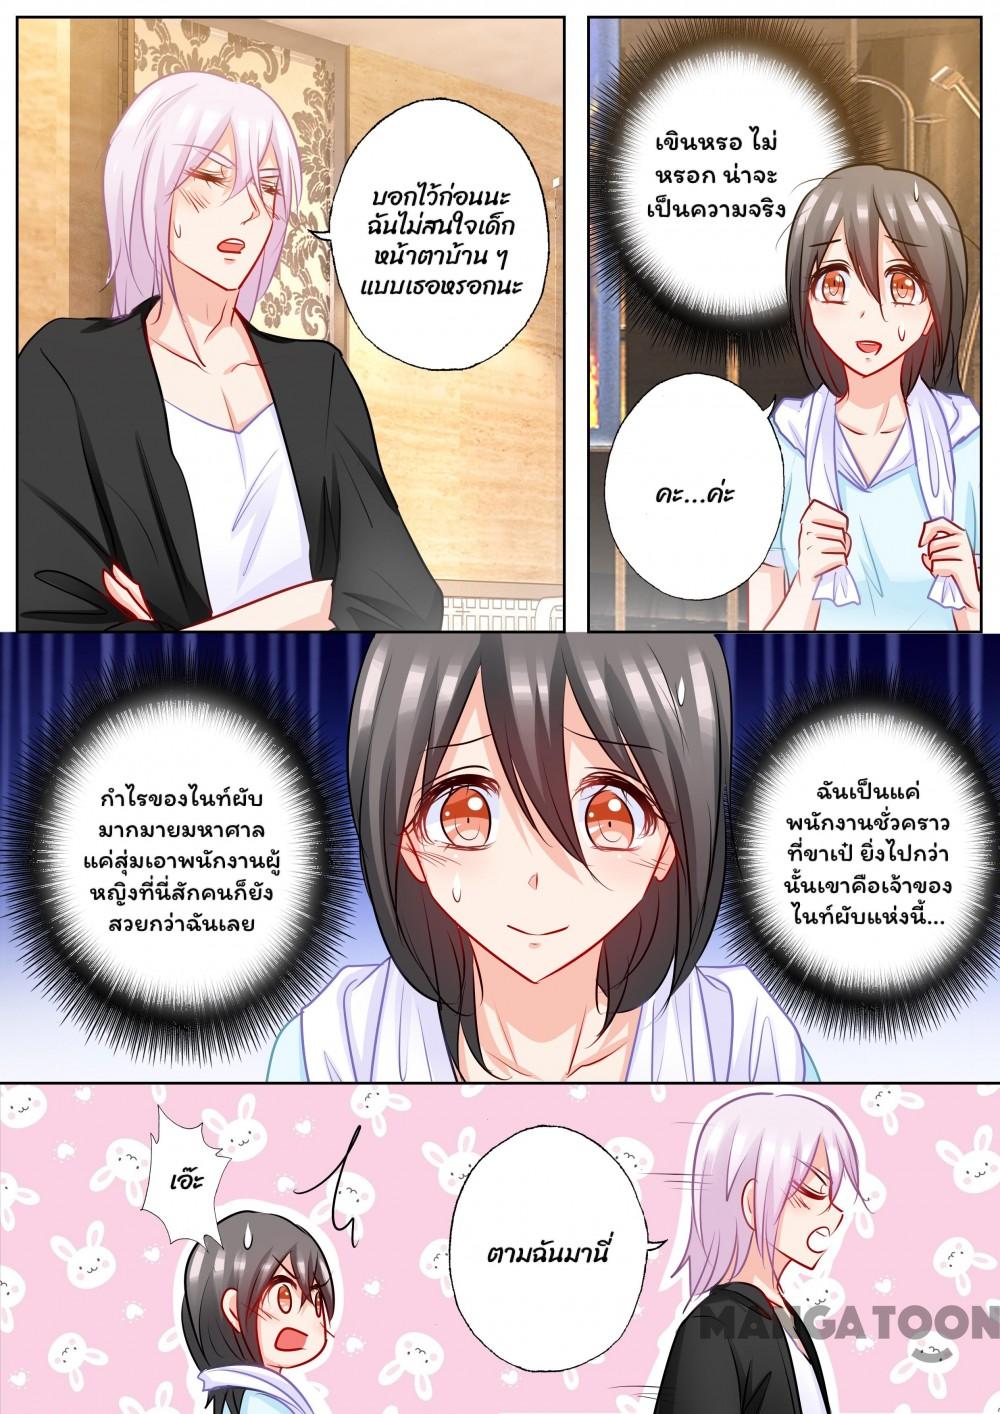 บอกไว้ก่อนนะ
ฉันไม่สนใจเด็ก
หน้าตาบ้าน ๆ
แบบเธอหรอกนะ
เขินหรอ ไม่
หรอก น่าจะ
เป็นความจริง
คะ...ค่ะ
กำไรของไนท์ผับ
มากมายมหาศาล
แค่สุ่มเอาพนักงานผู้
หญิงที่นี่สักคนก็ยัง
สวยกว่าฉันเลย
ฉันเป็นแค่
พนักงานชั่วคราว
ที่ขาเป๋ ยิ่งไปกว่า
นั้นเขาคือเจ้าของ
ไนท์ผับแห่งนี้...
เอ๊ะ
ตามฉันมานี่
MANGATOON